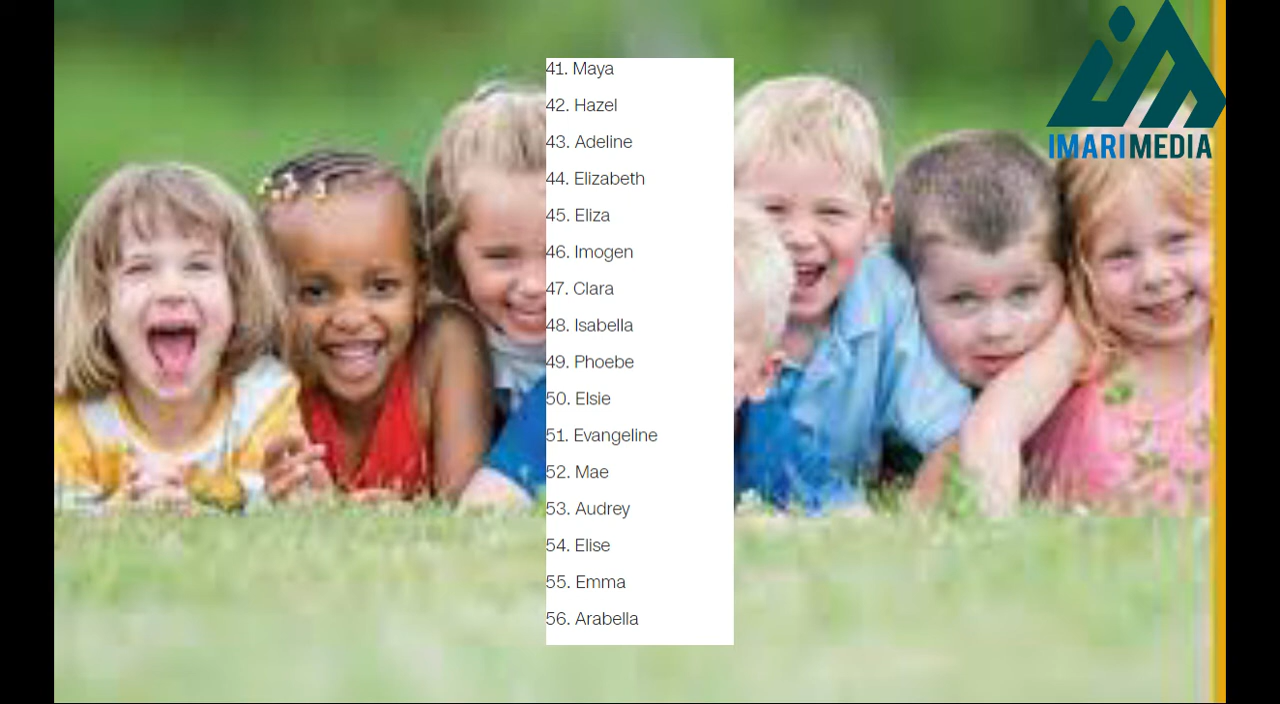 41. Maya
42. Hazel
43. Adeline
44. Elizabeth
45. Eliza
46. Imogen
47. Clara
48. Isabella
49. Phoebe
50. Elsie
51. Evangeline
52. Mae
53. Audrey
54. Elise
55. Emma
56. Arabella
IMARIMEDIA